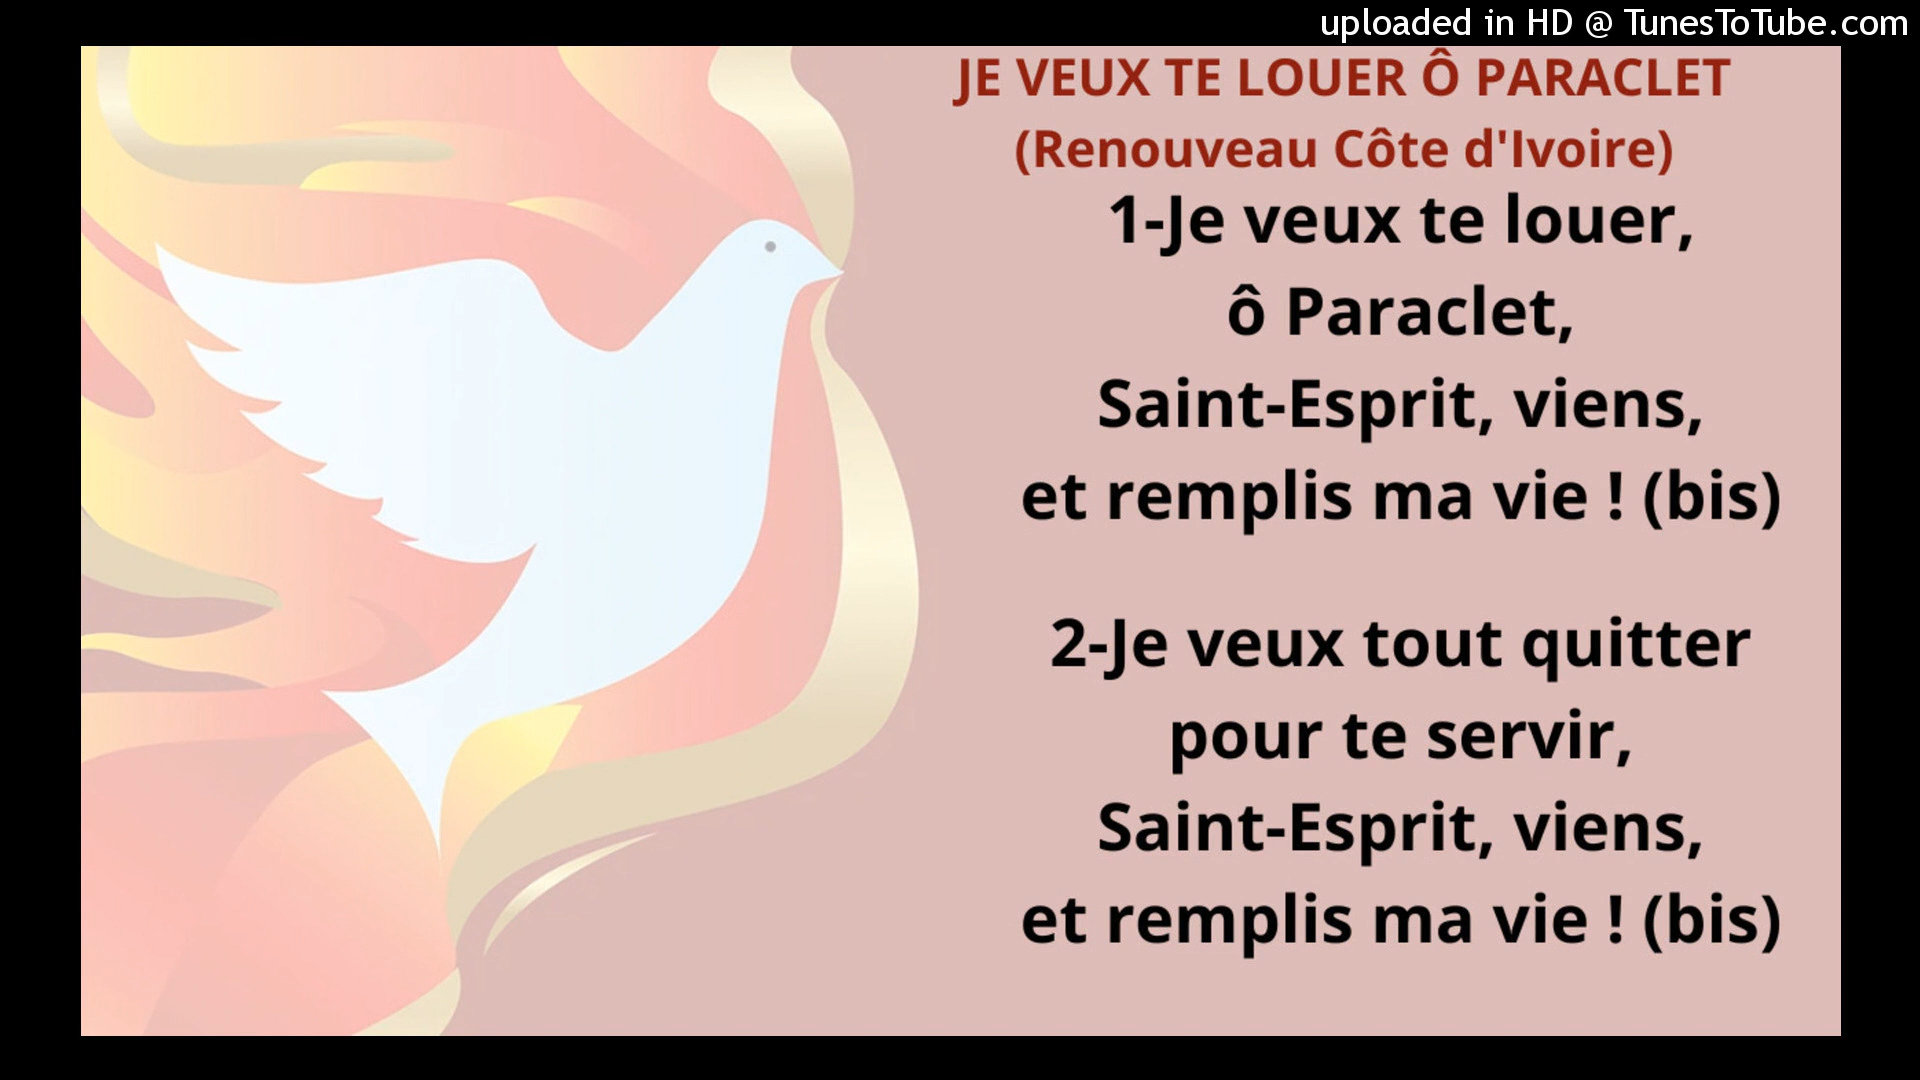 uploaded in HD @ TunesToTube.com
JE VEUX TE LOUER Ô PARACLET
(Renouveau Côte d'Ivoire)
1-Je veux te louer,
ô Paraclet,
Saint-Esprit, viens,
et remplis ma vie ! (bis)
2-Je veux tout quitter
pour te servir,
Saint-Esprit, viens,
et remplis ma vie ! (bis)